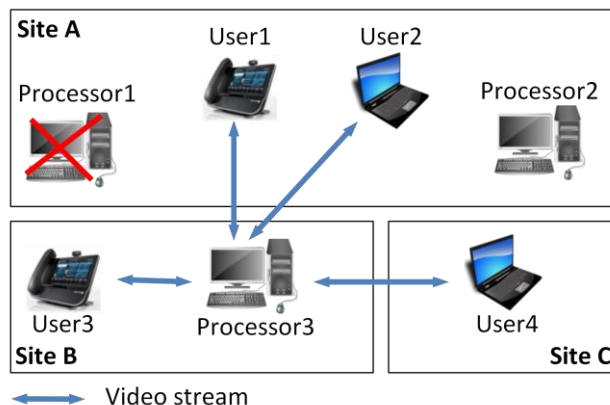 Site A
User1
User2
Processor1
Processor2
User3
Processor3
User4
Site B
Site C
Video stream